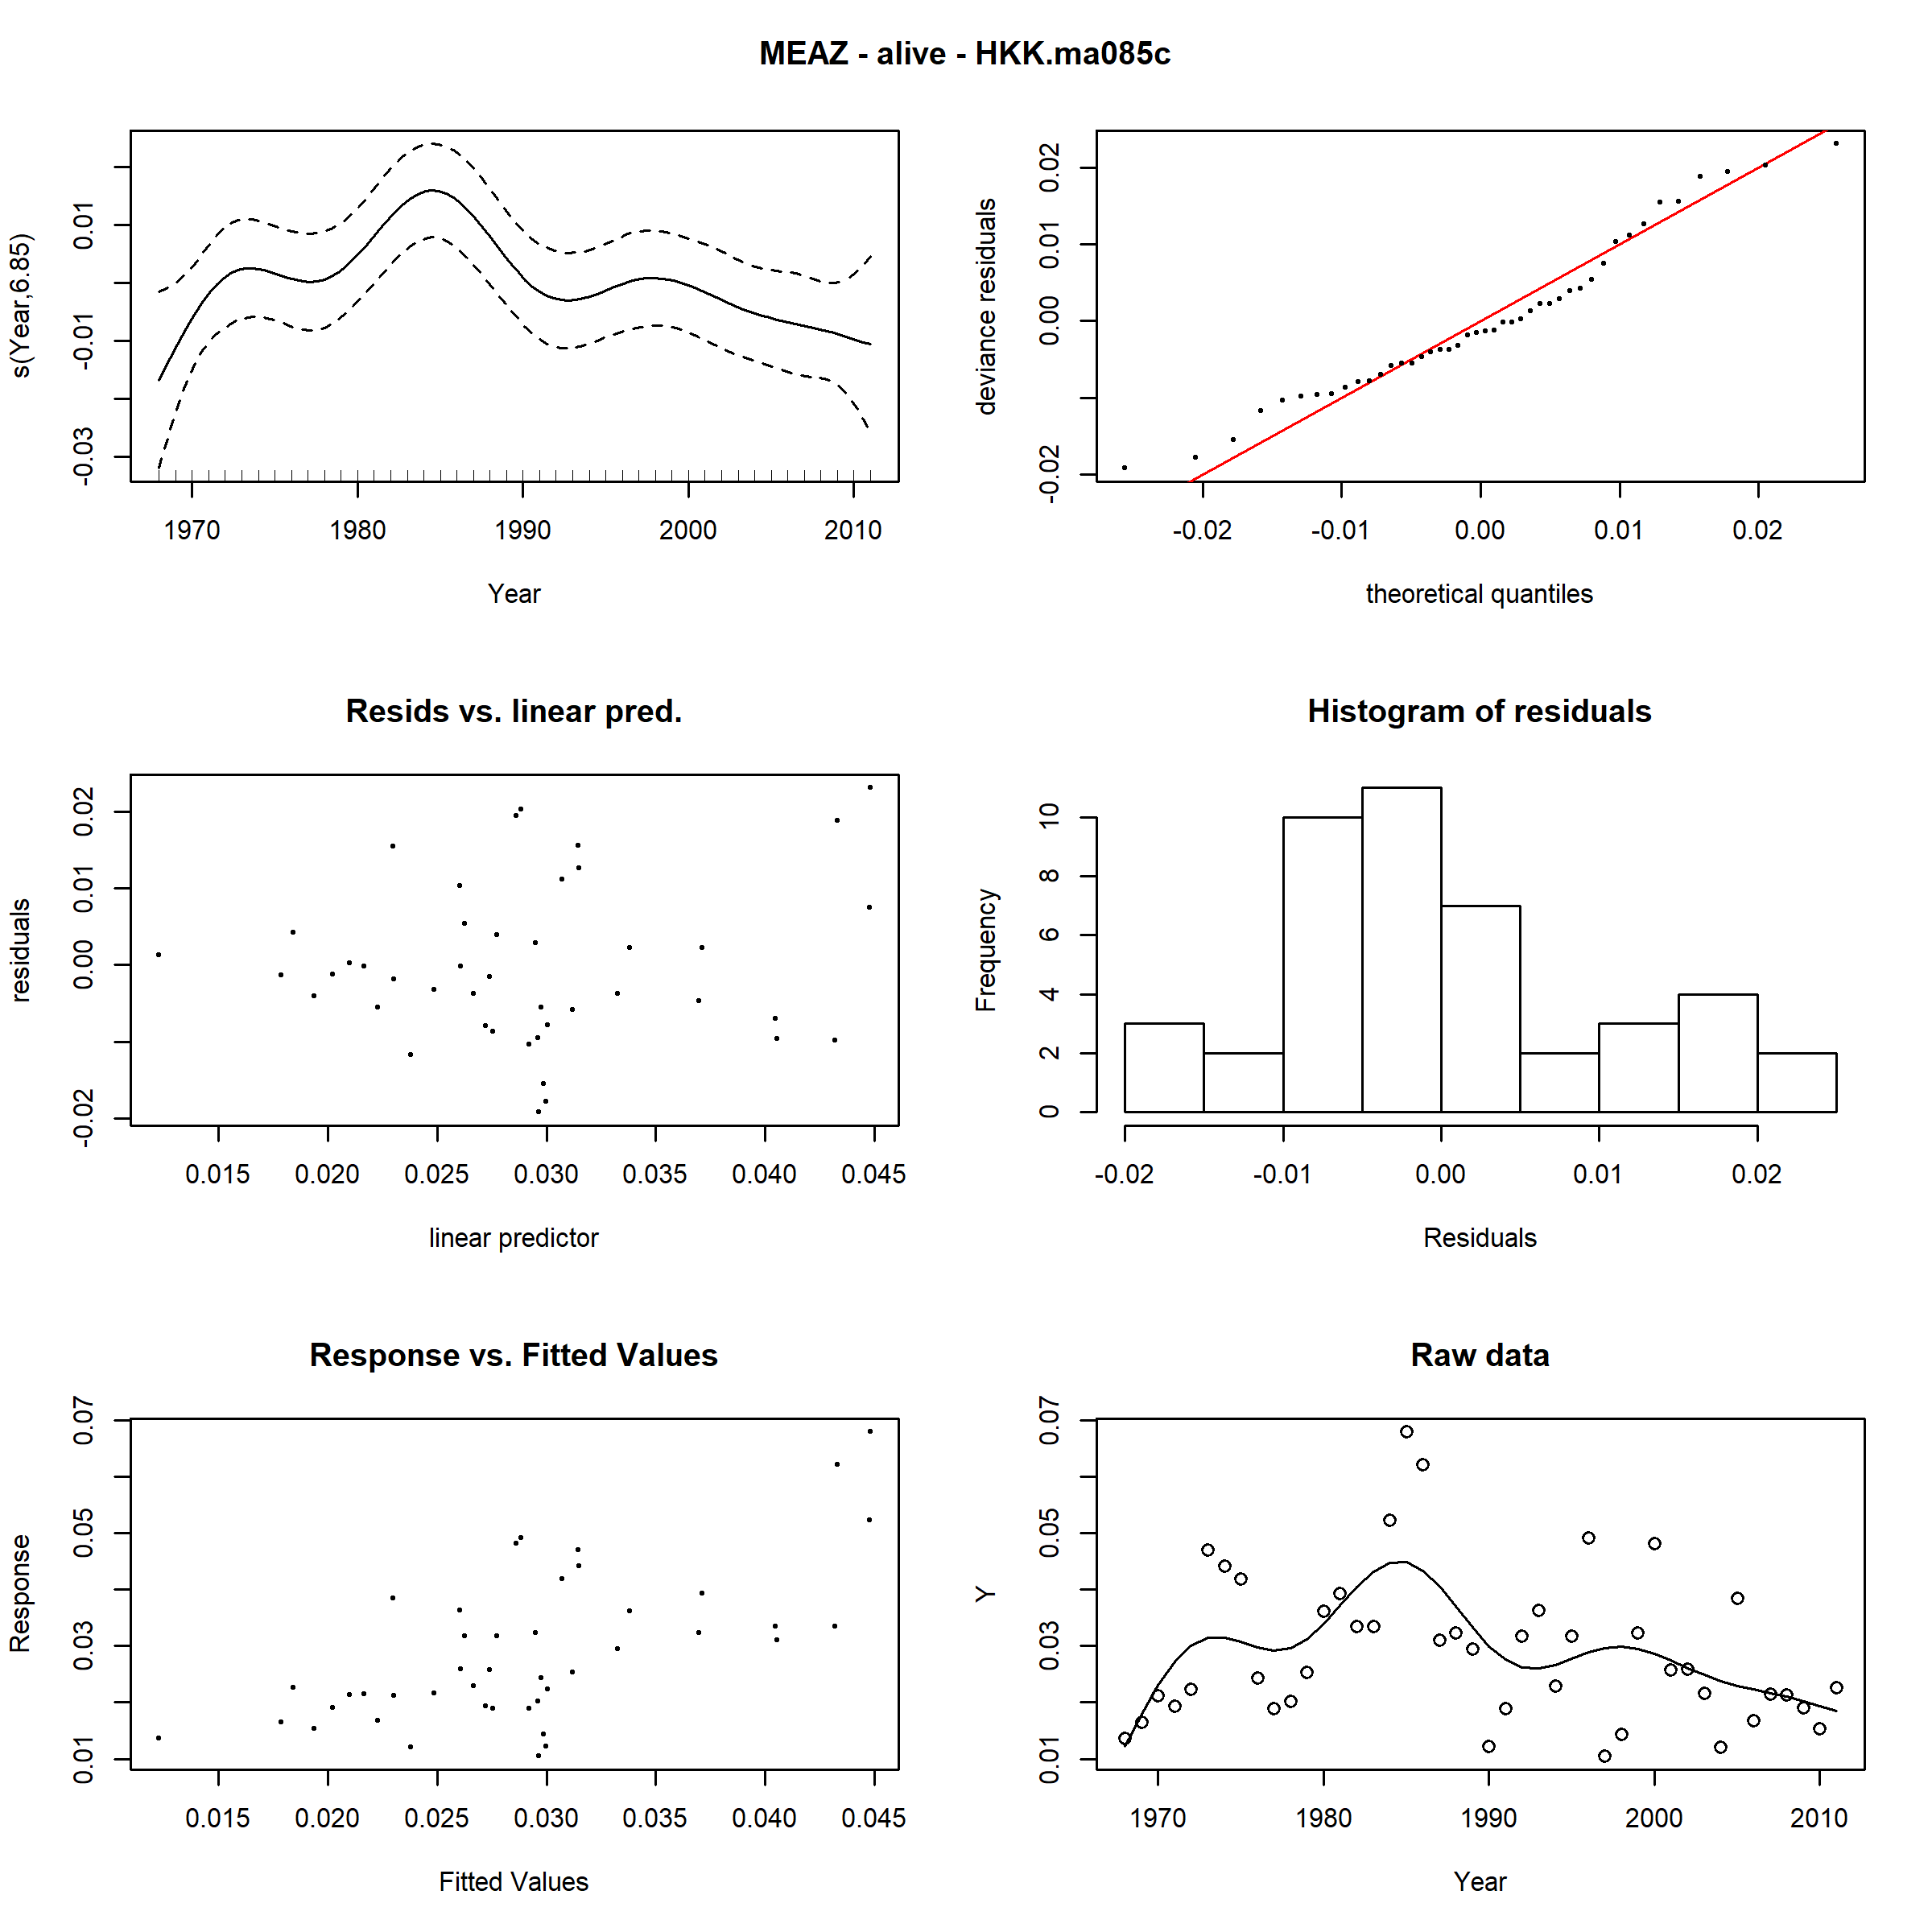 MEAZ - alive - HKK.ma085c
s(Year,6.85)
0.01
-0.01
-0.03
1970 1980 1990 2000 2010
Year
deviance residuals
0.02
0.01
0.00
-0.02
-0.02 -0.01 0.00 0.01 0.02
theoretical quantiles
Resids vs. linear pred.
residuals
0.02
0.01
0.00
-0.02
0.015 0.020 0.025 0.030 0.035 0.040 0.045
linear predictor
Histogram of residuals
Frequency
10
8
6
4
2
0
-0.02 -0.01 0.00 0.01 0.02
Residuals
Response vs. Fitted Values
Response
0.07
0.05
0.03
0.01
0.015 0.020 0.025 0.030 0.035 0.040 0.045
Fitted Values
Raw data
Y
0.07
0.05
0.03
0.01
1970 1980 1990 2000 2010
Year